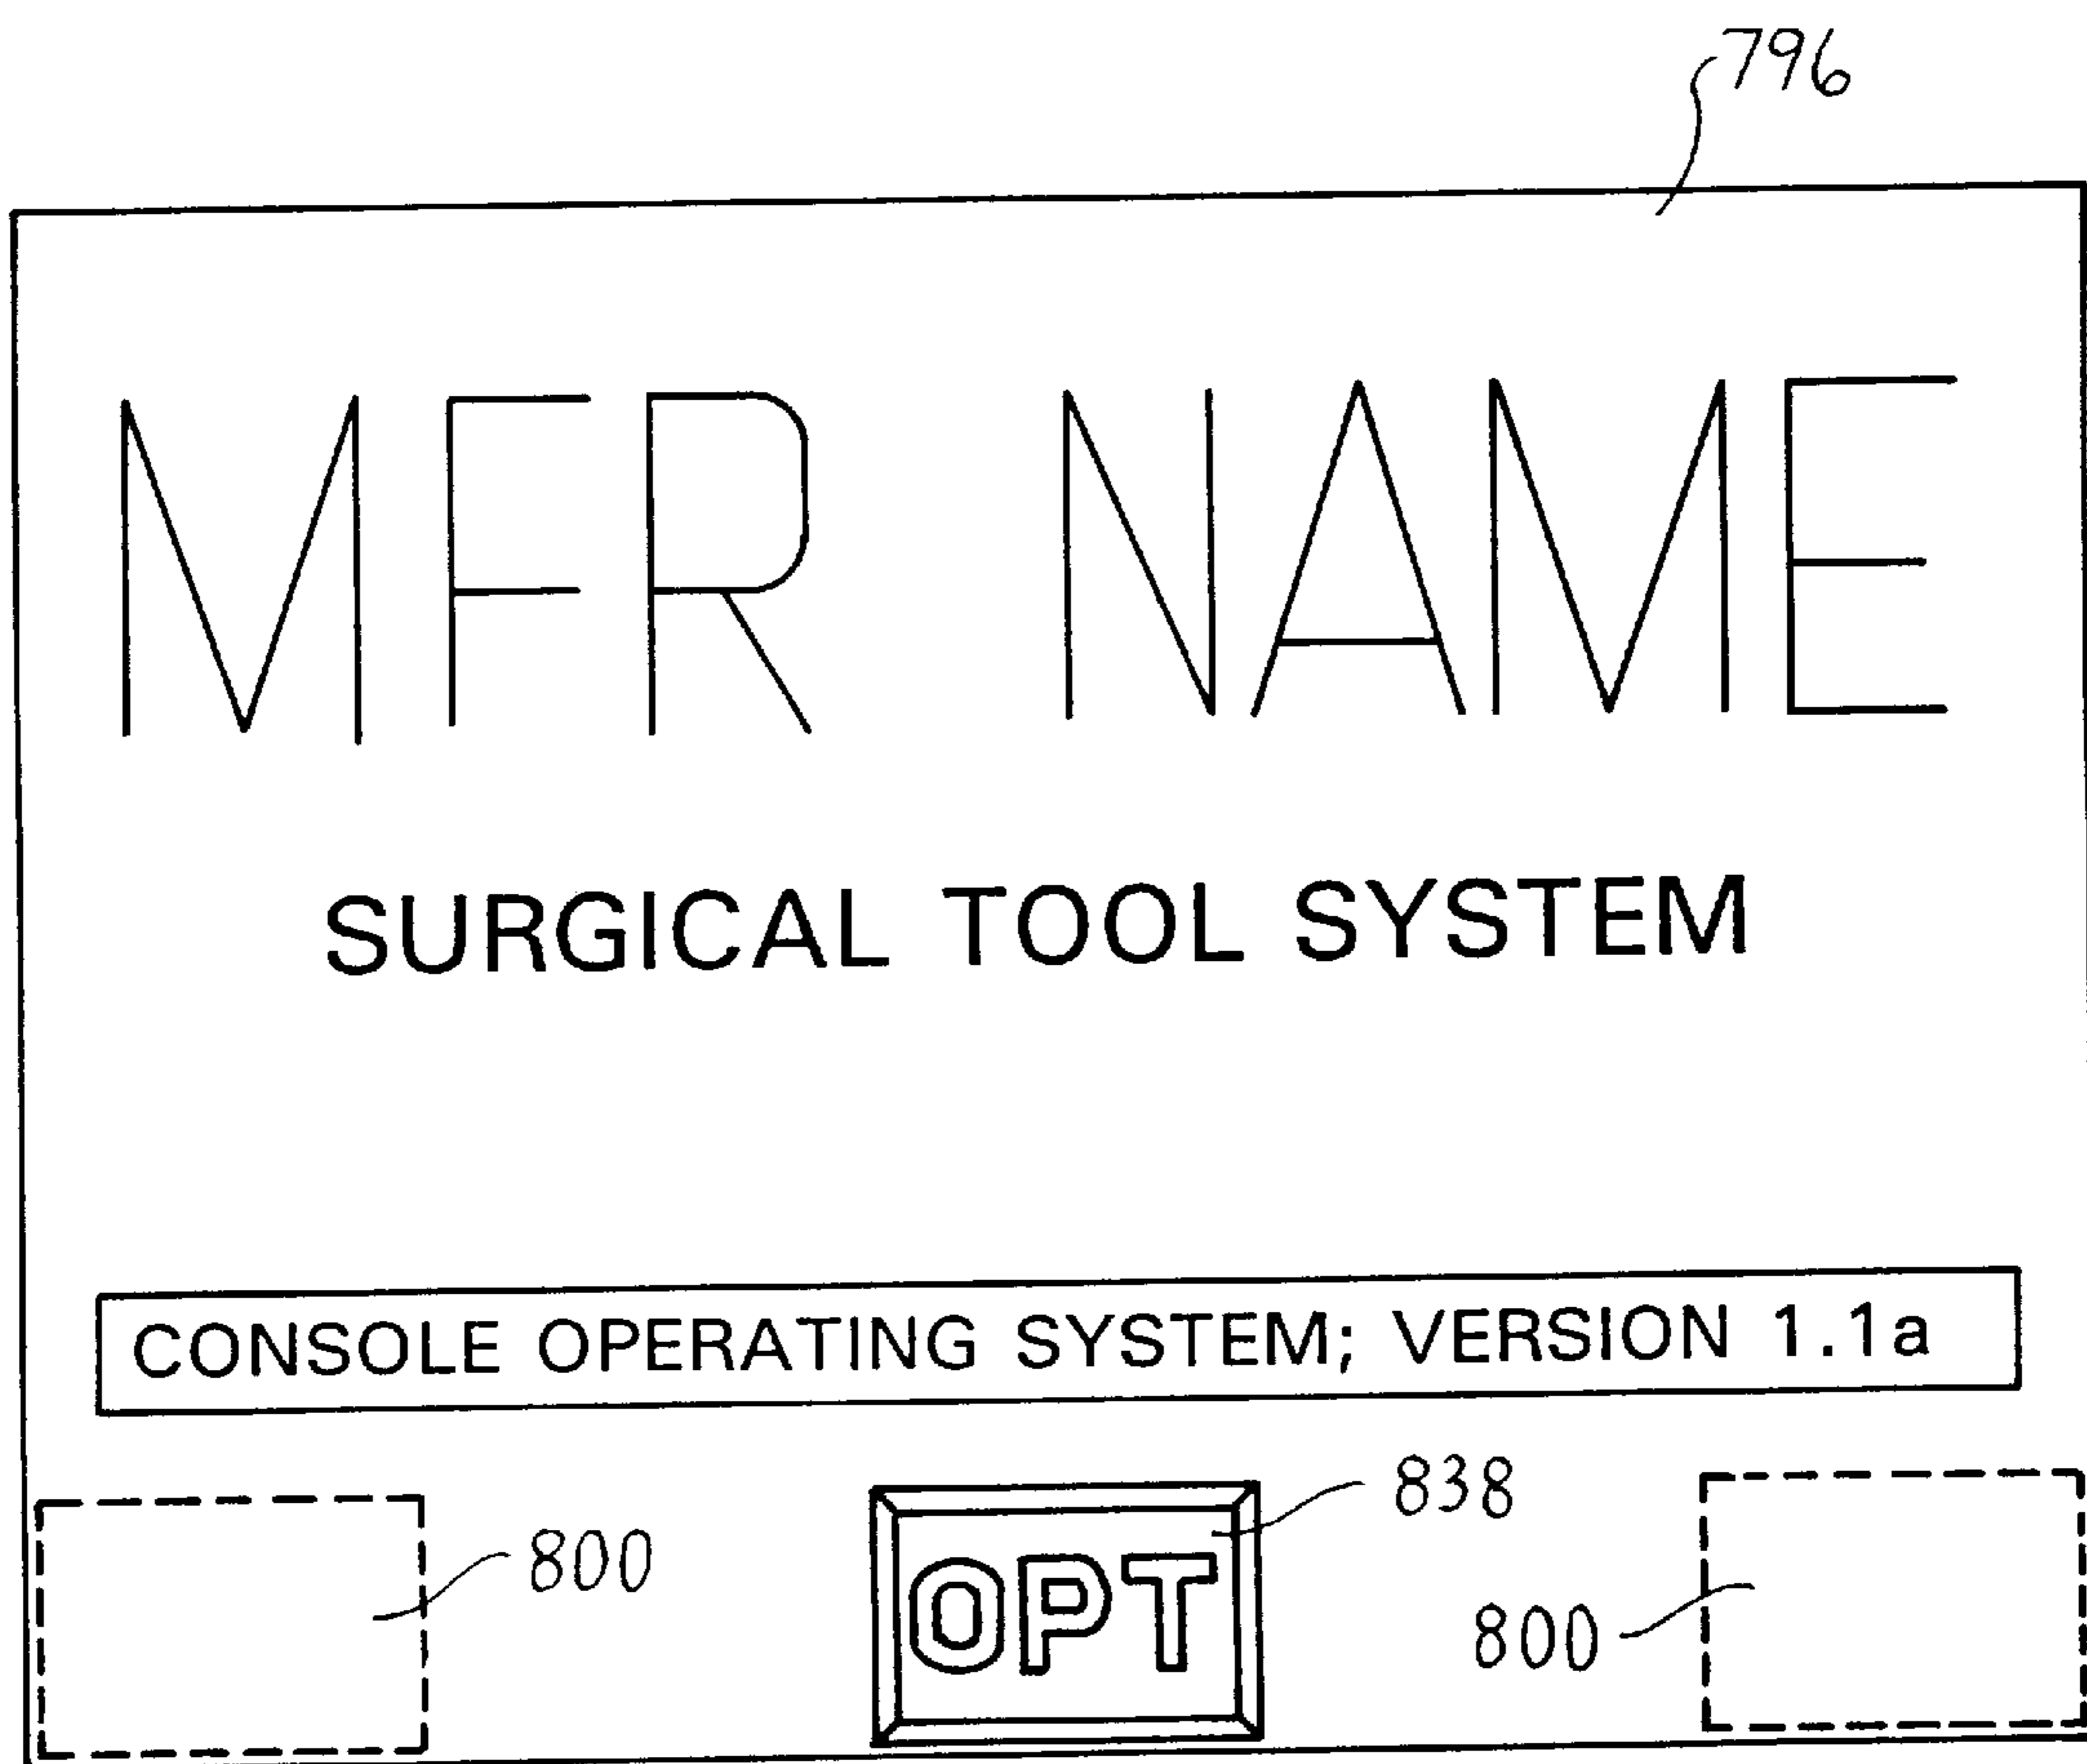 796
MFR NAME
SURGICAL TOOL SYSTEM
CONSOLE OPERATING SYSTEM; VERSION 1.1a
838
800
OPT
800